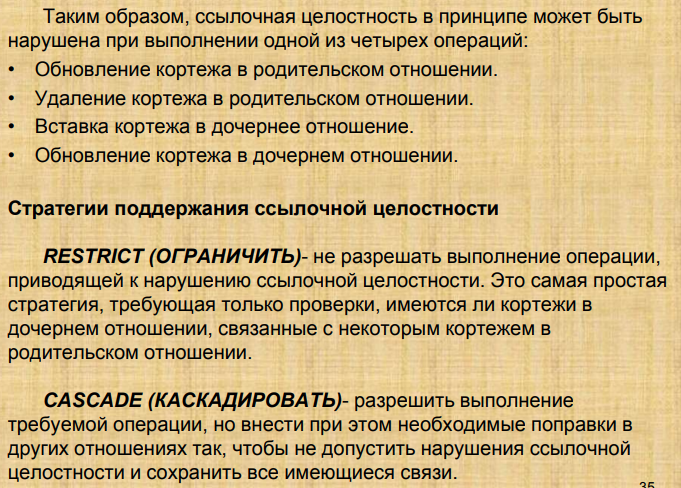 Таким образом, ссылочная целостность в принципе может быть
нарушена при выполнении одной из четырех операций:
• Обновление кортежа в родительском отношении.
• Удаление кортежа в родительском отношении.
• Вставка кортежа в дочернее отношение.
• Обновление кортежа в дочернем отношении.
Стратегии поддержания ссылочной целостности
RESTRICT (ОГРАНИЧИТЬ)- не разрешать выполнение операции,
приводящей к нарушению ссылочной целостности. Это самая простая
стратегия, требующая только проверки, имеются ли кортежи в
дочернем отношении, связанные с некоторым кортежем в
родительском отношении.
CASCADE (КАСКАДИРОВАТЬ)- разрешить выполнение
требуемой операции, но внести при этом необходимые поправки в
других отношениях так, чтобы не допустить нарушения ссылочной
целостности и сохранить все имеющиеся связи.
35